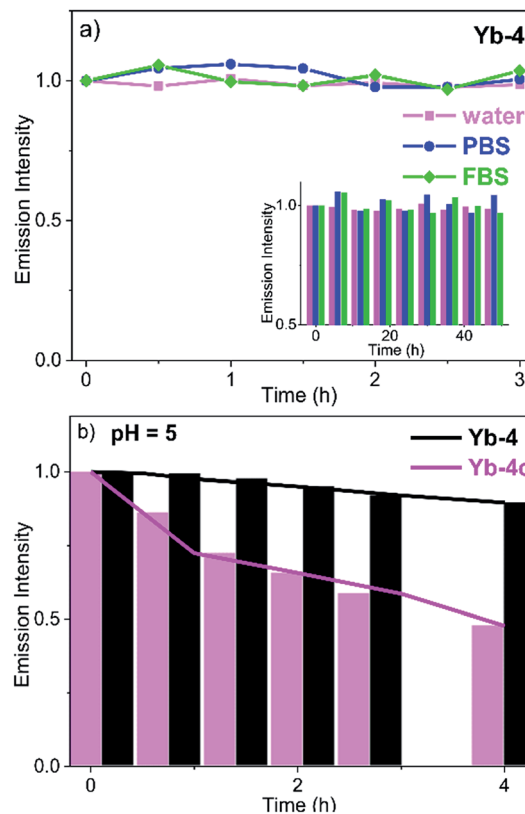 a)
Yb-4
1.0
0.5
0.0
Emission Intensity
water
PBS
FBS
1.0
0.5
Emission Intensity
0 20 40
Time (h)
0 1 2 3
Time (h)
b) pH = 5
Yb-4
Yb-4c
1.0
0.5
0.0
Emission Intensity
0 2 4
Time (h)